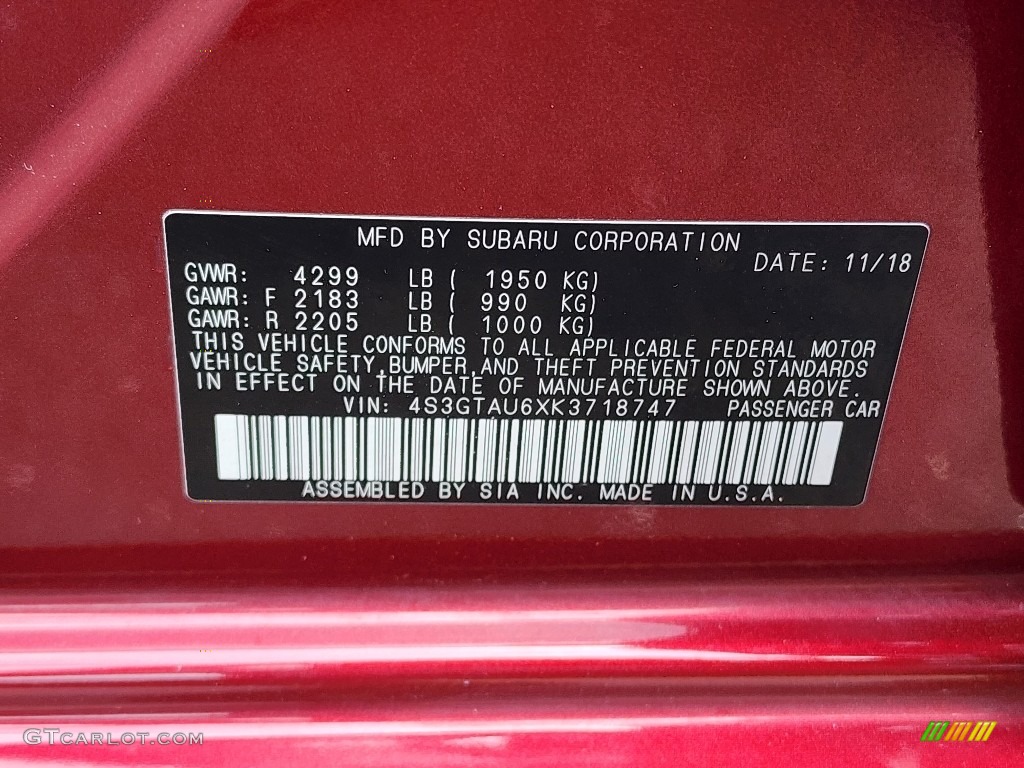 MFD BY SUBARU CORPORATION
DATE: 11/18
GVWR: 4299 LB ( 1950 KG)
GAWR: F 2183 LB ( 990 KG)
GAWR: R 2205 LB ( 1000 KG)
THIS VEHICLE CONFORMS TO ALL APPLICABLE FEDERAL MOTOR
VEHICLE SAFETY, BUMPER, AND THEFT PREVENTION STANDARDS
IN EFFECT ON THE DATE OF MANUFACTURE SHOWN ABOVE.
VIN: 4S3GTAU6XK3718747 PASSENGER CAR
ASSEMBLED BY SIA INC. MADE IN U.S.A.
GTCARLOT.COM